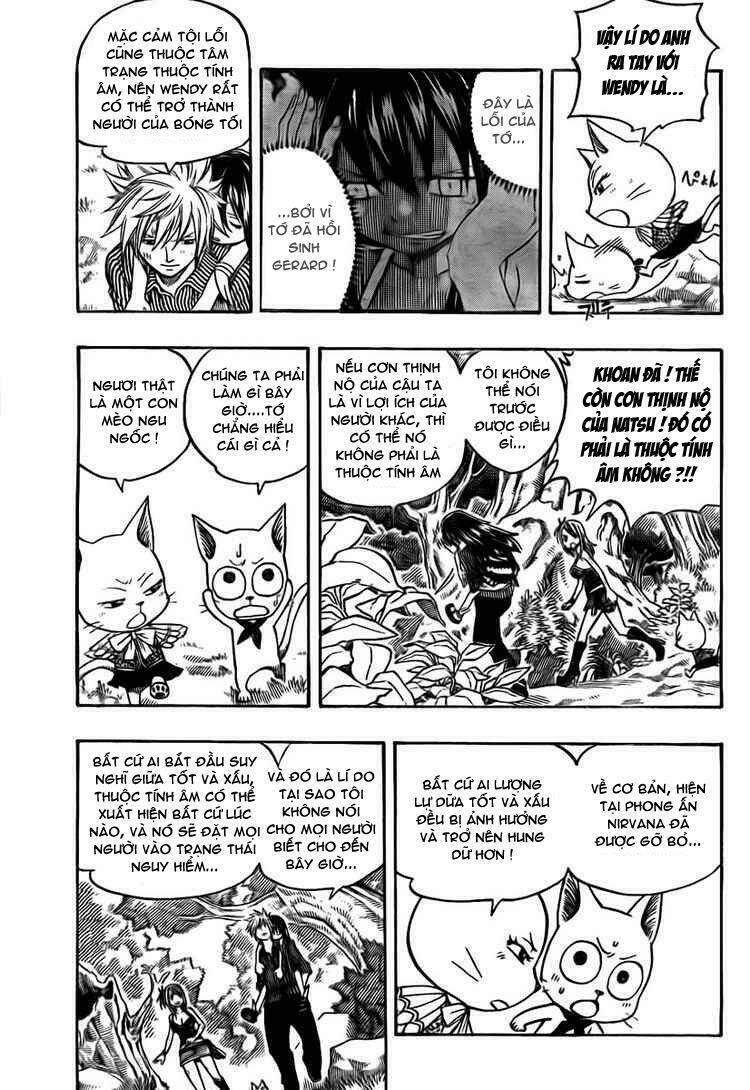 VẬY LÍ DO ANH
RA TAY VỚI
WENDY LÀ...
ぺょん
ĐÂY LÀ
LỖI CỦA
TỚ...
...BỞI VÌ
TỚ ĐÃ HỒI
SINH
GERARD !
MẶC CẢM TỘI LỖI
CŨNG THUỘC TÂM
TRẠNG THUỘC TÍNH
ÂM, NÊN WENDY RẤT
CÓ THỂ TRỞ THÀNH
NGƯỜI CỦA BÓNG TỐI
KHOAN ĐÃ ! THẾ
CÒN CƠN THỊNH NỘ
CỦA NATSU ! ĐÓ CÓ
PHẢI LÀ THUỘC TÍNH
ÂM KHÔNG ?!!
TÔI KHÔNG
THỂ NÓI
TRƯỚC
ĐƯỢC ĐIỀU
GÌ...
NẾU CƠN THỊNH
NÔ CỦA CẬU TA
LÀ VÌ LỢI ÍCH CỦA
NGƯỜI KHÁC, THÌ
CÓ THỂ NÓ
KHÔNG PHẢI LÀ
THUỘC TÍNH ÂM
CHÚNG TA PHẢI
LÀM GÌ BÂY
GIỜ....TỚ
CHẲNG HIỂU
CÁI GÌ CẢ !
NGƯƠI THẬT
LÀ MỘT CON
MÈO NGU
NGỐC !
VỀ CƠ BẢN, HIỆN
TẠI PHONG ẤN
NIRVANA ĐÃ
ĐƯỢC GỠ BỎ...
BẤT CỨ AI LƯỠNG
LỰ DỮA TỐT VÀ XẤU
ĐỀU BỊ ẢNH HƯỞNG
VÀ TRỞ NÊN HUNG
DỮ HƠN !
VÀ ĐÓ LÀ LÍ DO
TẠI SAO TÔI
KHÔNG NÓI
CHO MỌI NGƯỜI
BIẾT CHO ĐẾN
BÂY GIỜ...
BẤT CỨ AI BẮT ĐẦU SUY
NGHĨ GIỮA TỐT VÀ XẤU,
THUỘC TÍNH ÂM CÓ THỂ
XUẤT HIỆN BẤT CỨ LÚC
NÀO, VÀ NÓ SẼ ĐẶT MỌI
NGƯỜI VÀO TRẠNG THÁI
NGUY HIỂM...